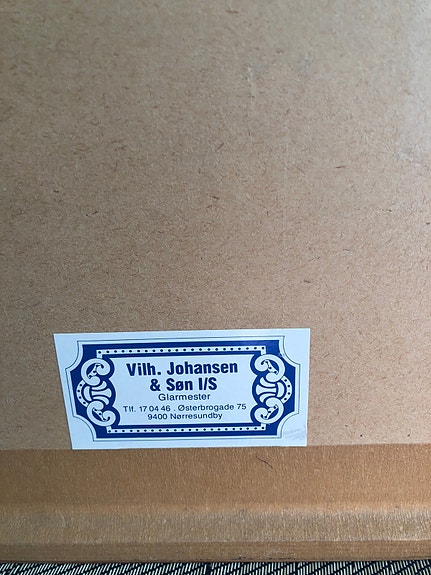 Vilh. Johansen
& Søn I/S
Glarmester
Tlf. 17 04 46 . Østerbrogade 75
9400 Nørresundby